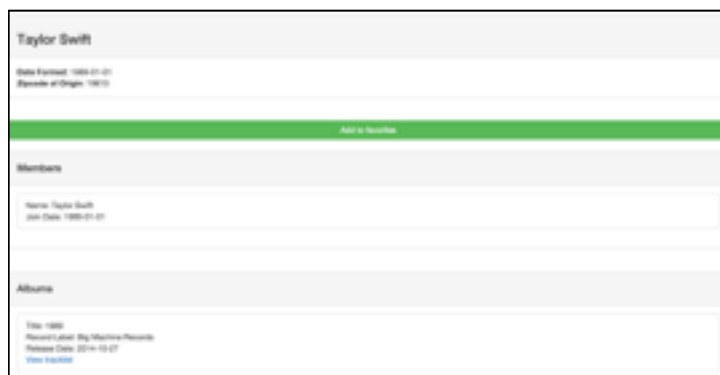 Taylor Swift
Date Formed: 1989-01-01
Zipcode of Origin: 19610
Add to favorites
Members
Name: Taylor Swift
Join Date: 1989-01-01
Albums
Title: 1989
Record Label: Big Machine Records
Release Date: 2014-10-27
View tracklist